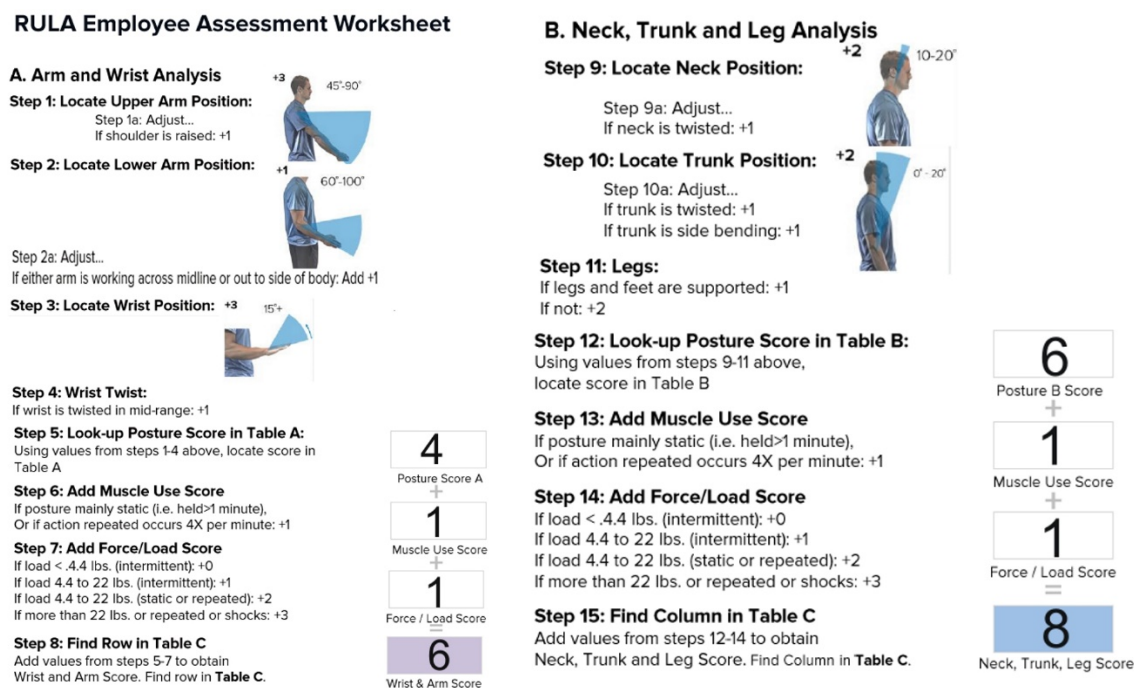 RULA Employee Assessment Worksheet
A. Arm and Wrist Analysis
+3
45°-90°
Step 1: Locate Upper Arm Position:
Step 1a: Adjust...
If shoulder is raised: +1
Step 2: Locate Lower Arm Position:
+1
60°-100°
Step 2a: Adjust...
If either arm is working across midline or out to side of body: Add +1
Step 3: Locate Wrist Position:
+3
15°+
Step 4: Wrist Twist:
If wrist is twisted in mid-range: +1
Step 5: Look-up Posture Score in Table A:
Using values from steps 1-4 above, locate score in
Table A
4
Posture Score A
+
Step 6: Add Muscle Use Score
If posture mainly static (i.e. held>1 minute),
Or if action repeated occurs 4X per minute: +1
1
Muscle Use Score
+
Step 7: Add Force/Load Score
If load < .4.4 lbs. (intermittent): +0
If load 4.4 to 22 lbs. (intermittent): +1
If load 4.4 to 22 lbs. (static or repeated): +2
If more than 22 lbs. or repeated or shocks: +3
1
Force / Load Score
=
Step 8: Find Row in Table C
Add values from steps 5-7 to obtain
Wrist and Arm Score. Find row in Table C.
6
Wrist & Arm Score
B. Neck, Trunk and Leg Analysis
+2
10-20°
Step 9: Locate Neck Position:
Step 9a: Adjust...
If neck is twisted: +1
Step 10: Locate Trunk Position:
+2
0° - 20°
Step 10a: Adjust...
If trunk is twisted: +1
If trunk is side bending: +1
Step 11: Legs:
If legs and feet are supported: +1
If not: +2
Step 12: Look-up Posture Score in Table B:
Using values from steps 9-11 above,
locate score in Table B
6
Posture B Score
+
Step 13: Add Muscle Use Score
If posture mainly static (i.e. held>1 minute),
Or if action repeated occurs 4X per minute: +1
1
Muscle Use Score
+
Step 14: Add Force/Load Score
If load < .4.4 lbs. (intermittent): +0
If load 4.4 to 22 lbs. (intermittent): +1
If load 4.4 to 22 lbs. (static or repeated): +2
If more than 22 lbs. or repeated or shocks: +3
1
Force / Load Score
=
Step 15: Find Column in Table C
Add values from steps 12-14 to obtain
Neck, Trunk and Leg Score. Find Column in Table C.
8
Neck, Trunk, Leg Score